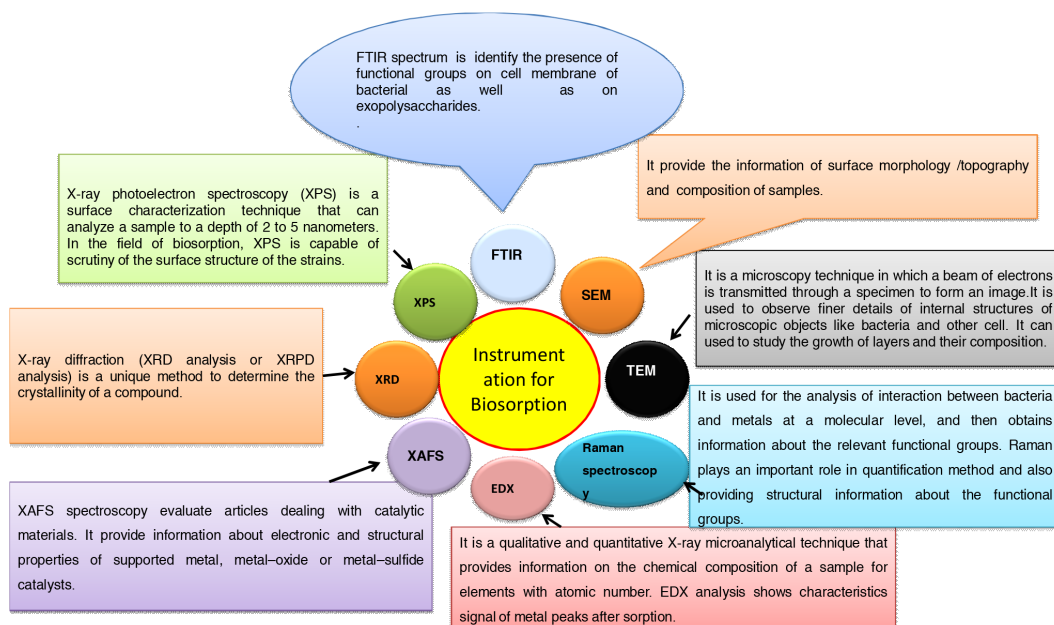 FTIR spectrum is identify the presence of
functional groups on cell membrane of
bacterial as well as on
exopolysaccharides.
.
It provide the information of surface morphology /topography
and composition of samples.
X-ray photoelectron spectroscopy (XPS) is a
surface characterization technique that can
analyze a sample to a depth of 2 to 5 nanometers.
In the field of biosorption, XPS is capable of
scrutiny of the surface structure of the strains.
FTIR
SEM
XPS
It is a microscopy technique in which a beam of electrons
is transmitted through a specimen to form an image.It is
used to observe finer details of internal structures of
microscopic objects like bacteria and other cell. It can
used to study the growth of layers and their composition.
X-ray diffraction (XRD analysis or XRPD
analysis) is a unique method to determine the
crystallinity of a compound.
XRD
Instrument
ation for
Biosorption
TEM
It is used for the analysis of interaction between bacteria
and metals at a molecular level, and then obtains
information about the relevant functional groups. Raman
plays an important role in quantification method and also
providing structural information about the functional
groups.
XAFS
Raman
spectroscop
y
EDX
XAFS spectroscopy evaluate articles dealing with catalytic
materials. It provide information about electronic and structural
properties of supported metal, metal–oxide or metal–sulfide
catalysts.
It is a qualitative and quantitative X-ray microanalytical technique that
provides information on the chemical composition of a sample for
elements with atomic number. EDX analysis shows characteristics
signal of metal peaks after sorption.